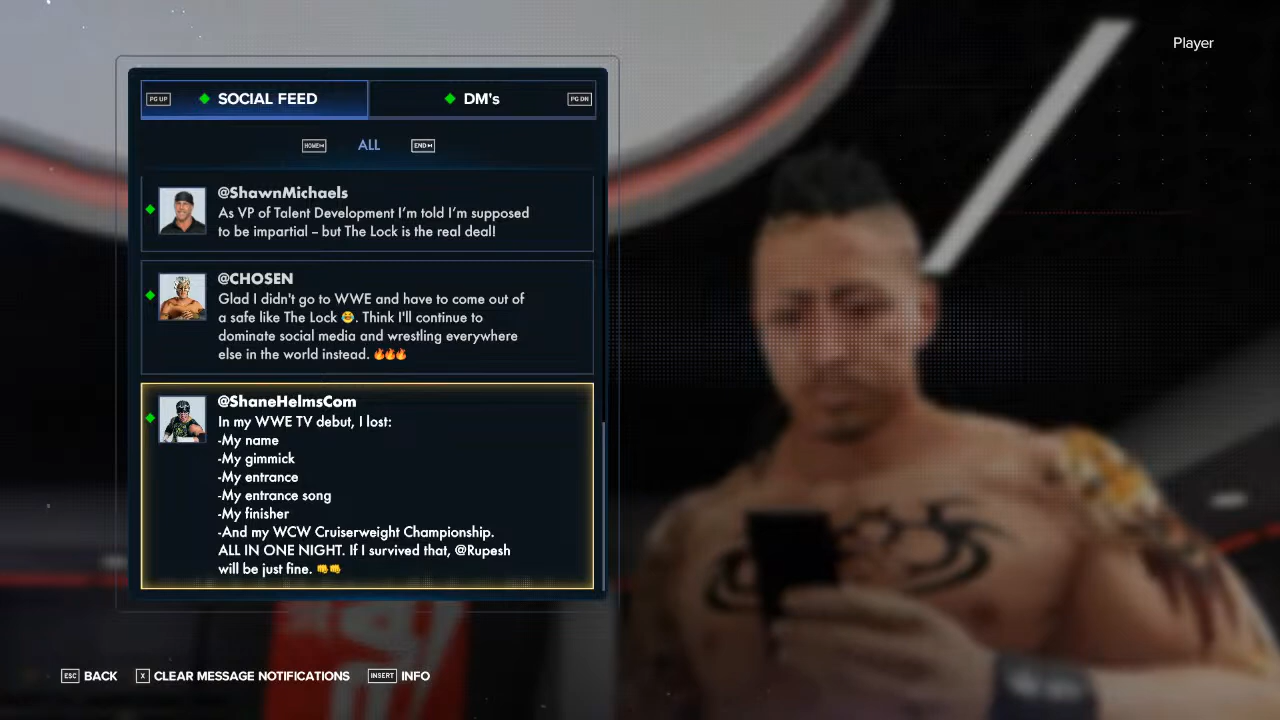 Player
PG UP
SOCIAL FEED
DM's
PG DN
HOME
ALL
END
@ShawnMichaels
As VP of Talent Development I'm told I'm supposed
to be impartial – but The Lock is the real deal!
@CHOSEN
Glad I didn't go to WWE and have to come out of
a safe like The Lock 😂. Think I'll continue to
dominate social media and wrestling everywhere
else in the world instead. 🔥🔥🔥
@ShaneHelmsCom
In my WWE TV debut, I lost:
-My name
-My gimmick
-My entrance
-My entrance song
-My finisher
-And my WCW Cruiserweight Championship.
ALL IN ONE NIGHT. If I survived that, @Rupesh
will be just fine. 👊👊
ESC BACK X CLEAR MESSAGE NOTIFICATIONS INSERT INFO